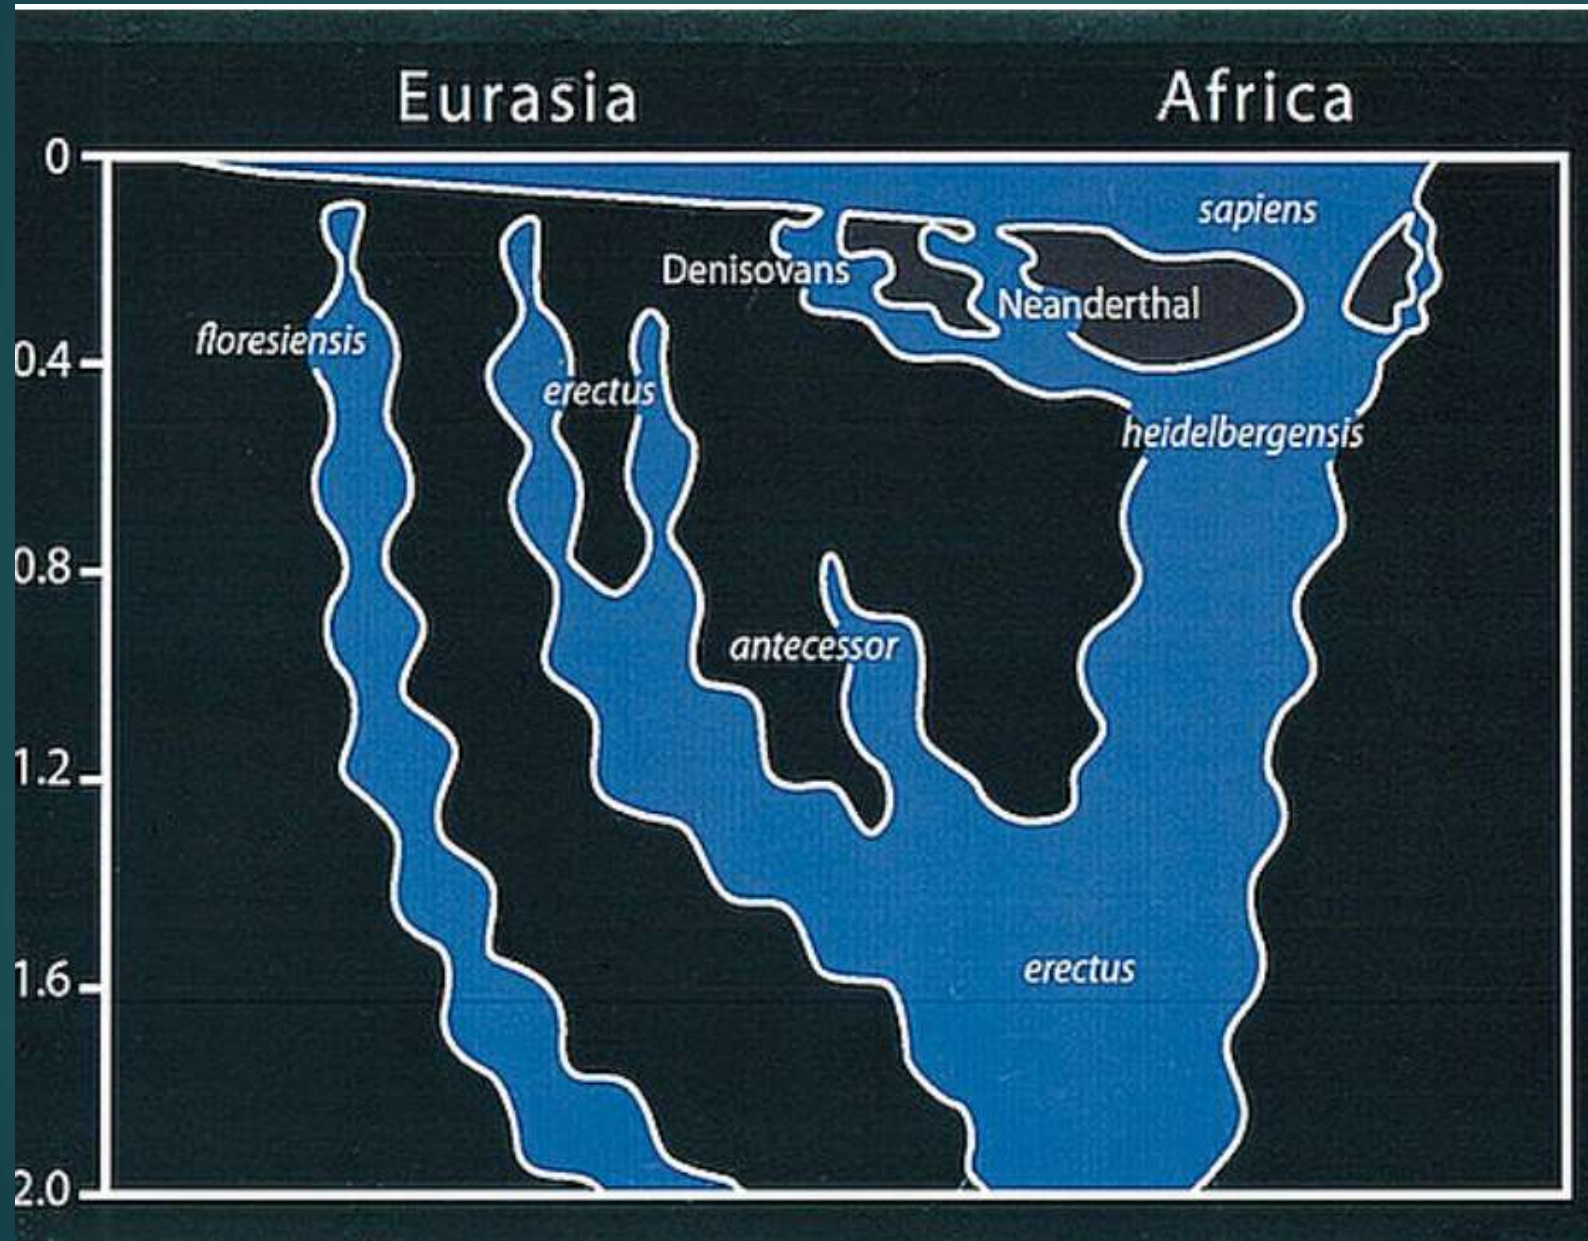 Eurasia
Africa
0
sapiens
Denisovans
Neanderthal
floresiensis
0.4
erectus
heidelbergensis
0.8
antecessor
1.2
erectus
1.6
2.0